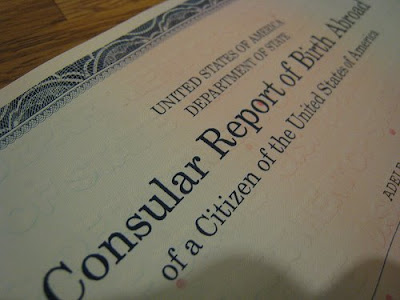 UNITED STATES OF AMERICA
DEPARTMENT OF STATE
Consular Report of Birth Abroad
of a Citizen of the United States of America
ADELE